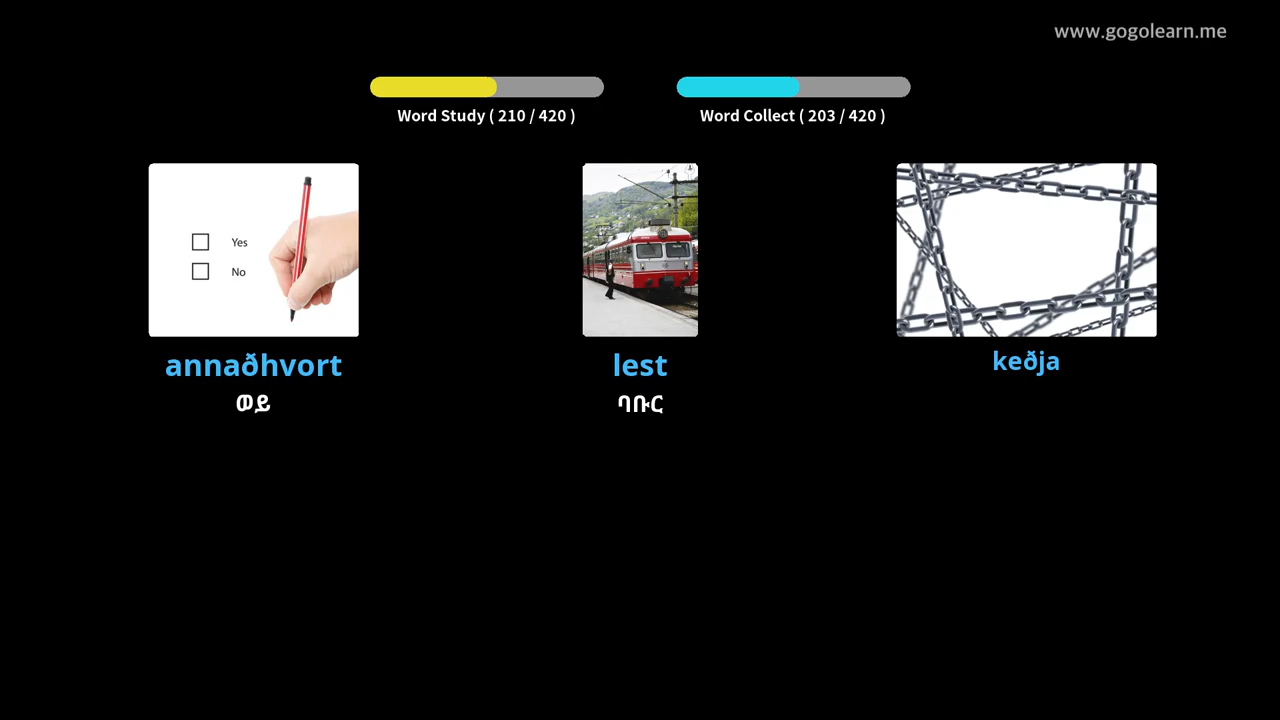 www.gogolearn.me
Word Study ( 210 / 420 )
Word Collect ( 203 / 420 )
Yes
No
annaðhvort
lest
keðja
ወይ
ባቡር